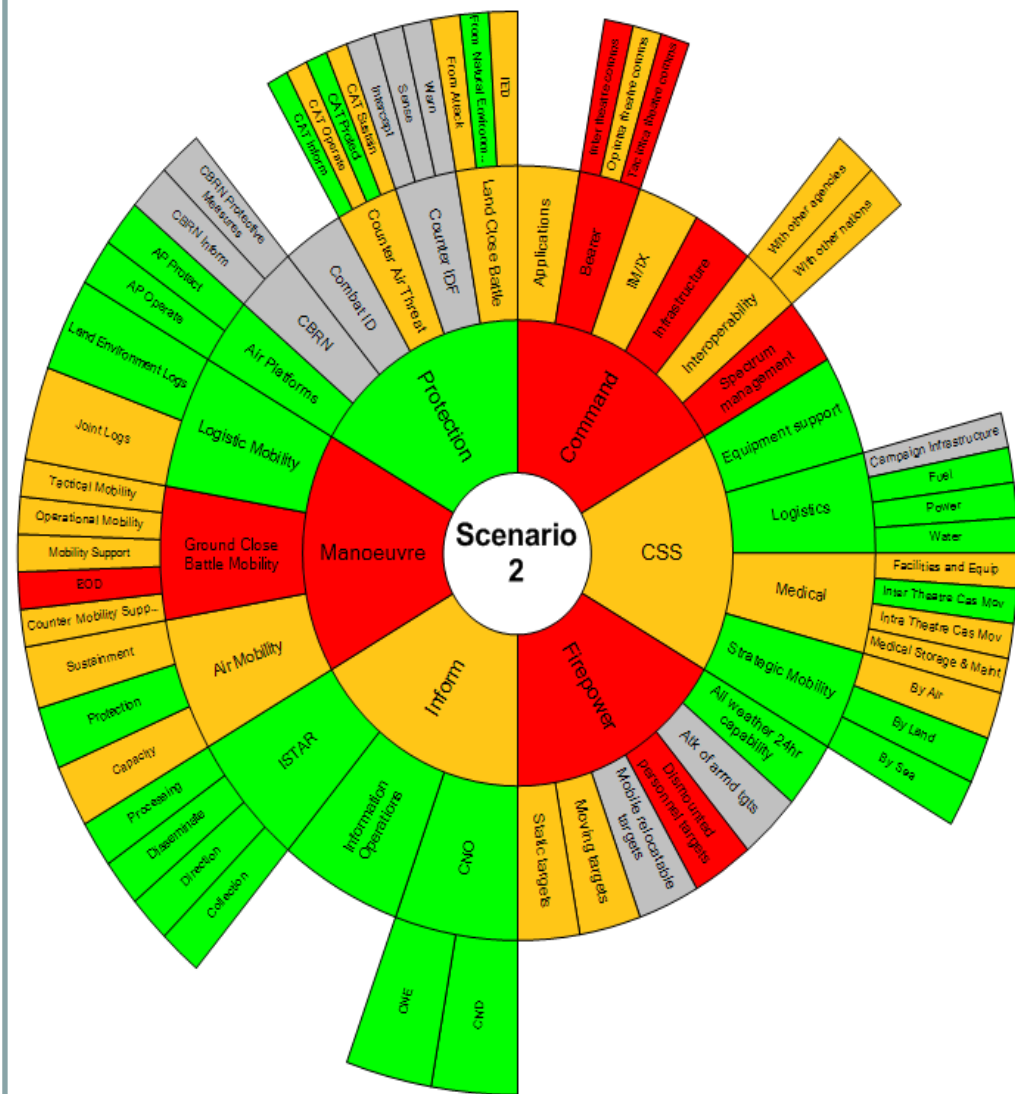 Scenario
2
Command
CSS
Firepower
Inform
Manoeuvre
Protection
Applications
Bearer
IM/IX
Infrastructure
Interoperability
Spectrum
management
Equipment support
Logistics
Medical
Strategic Mobility
All weather 24hr
capability
Atk of armd tgts
Dismounted
personnel targets
Mobile relocatable
targets
Moving targets
Static targets
CNO
Information
Operations
ISTAR
Air Mobility
Ground Close
Battle Mobility
Logistic Mobility
Air Platforms
CBRN
Combat ID
Counter Air Threat
Counter IDF
Land Close Battle
Inter theatre comms
Op intra theatre comms
Tac intra theatre comms
With other agencies
With other nations
Campaign Infrastructure
Fuel
Power
Water
Facilities and Equip
Inter Theatre Cas Mov
Intra Theatre Cas Mov
Medical Storage & Maint
By Air
By Land
By Sea
CND
CNE
Collection
Direction
Disseminate
Processing
Capacity
Protection
Sustainment
Counter Mobility Supp...
EOD
Mobility Support
Operational Mobility
Tactical Mobility
Joint Logs
Land Environment Logs
AP Operate
AP Protect
CBRN Inform
CBRN Protective
Measures
CAT Inform
CAT Operate
CAT Protect
CAT Sustain
Intercept
Sense
Warn
From Attack
From Natural Environm...
IED